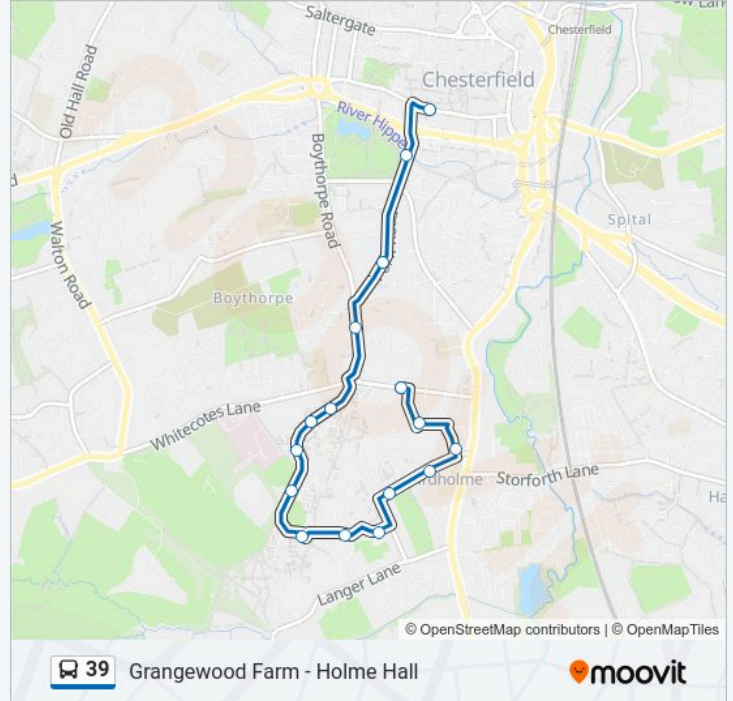 Saltergate
Chesterfield
Old Hall Road
Chesterfield
River Hippe
Boythorpe Road
Spital
Walton Road
Boythorpe
Whitecotes Lane
Storforth Lane
Langer Lane
© OpenStreetMap contributors | © OpenMapTiles
39 Grangewood Farm - Holme Hall
moovit